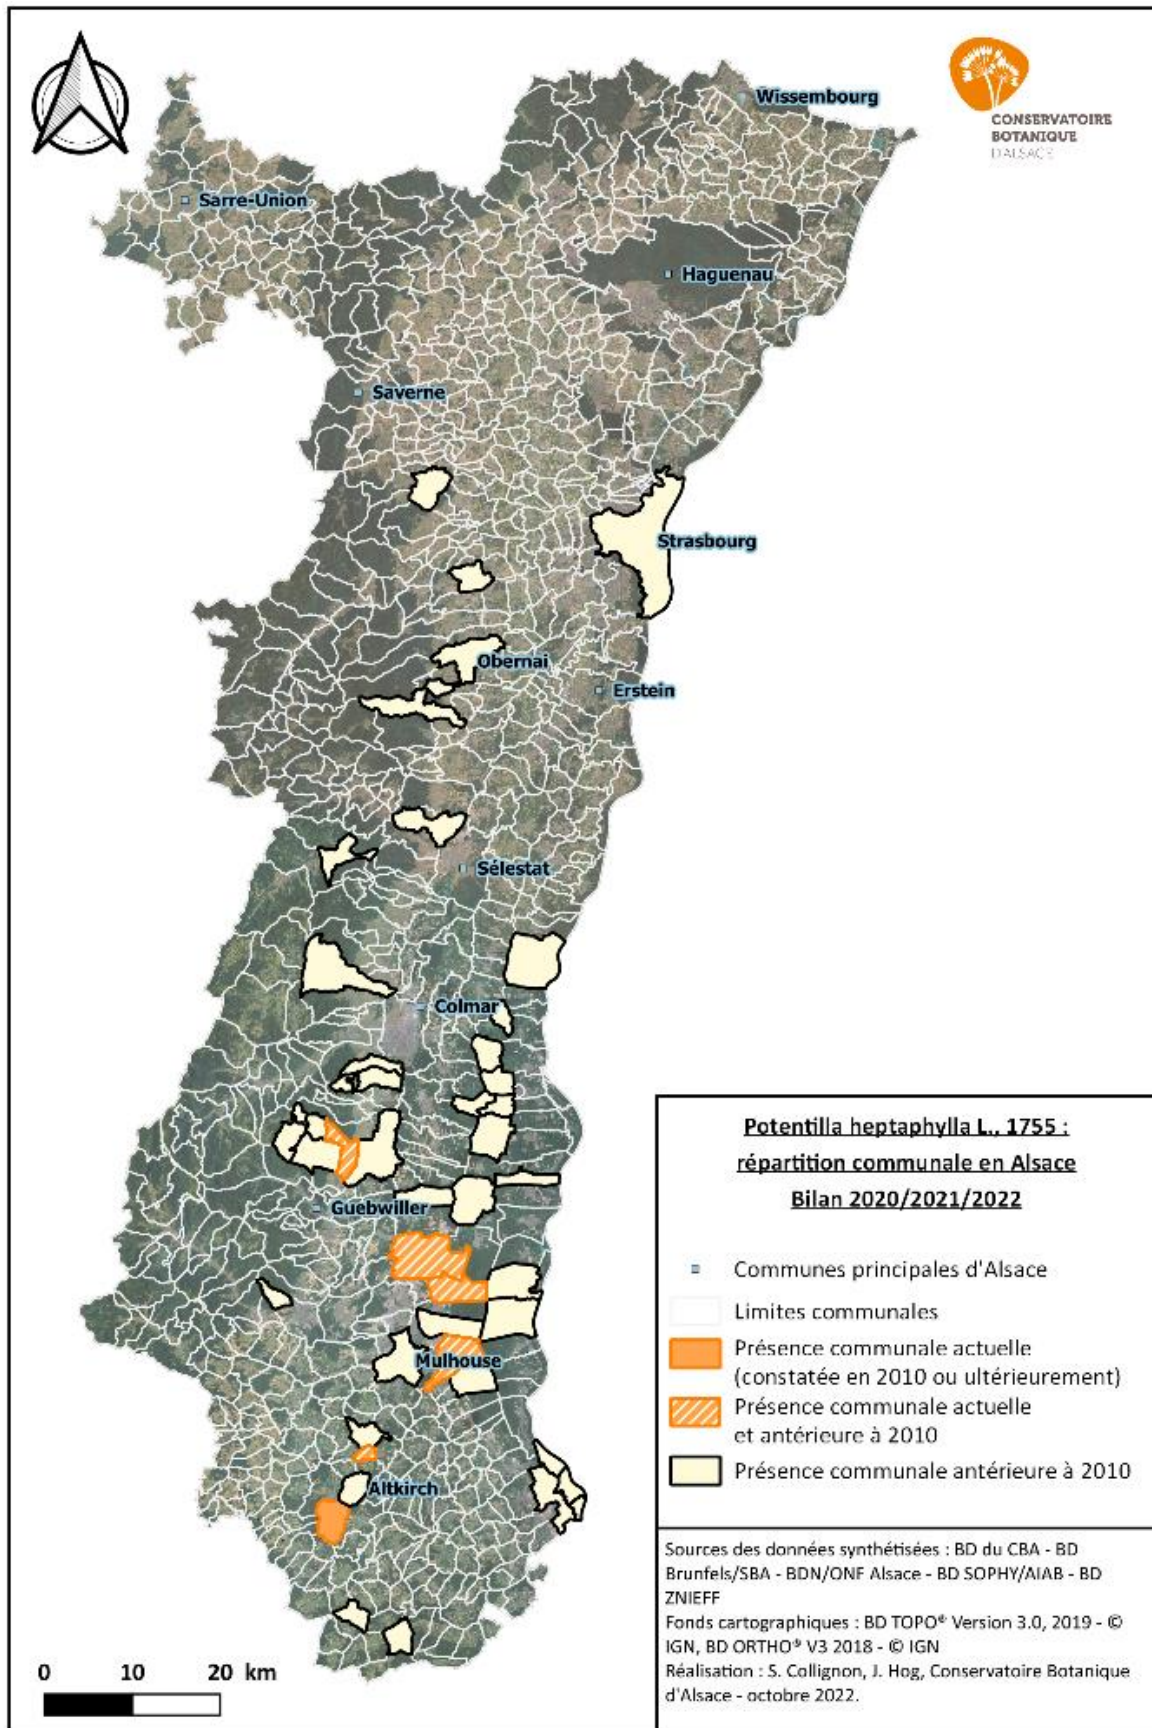 Wissembourg
CONSERVATOIRE
BOTANIQUE
D'ALSACE
Sarre-Union
Haguenau
Saverne
Strasbourg
Obernai
Erstein
Sélestat
Colmar
Guebwiller
Mulhouse
Altkirch
Potentilla heptaphylla L., 1755 :
répartition communale en Alsace
Bilan 2020/2021/2022
Communes principales d'Alsace
Limites communales
Présence communale actuelle
(constatée en 2010 ou ultérieurement)
Présence communale actuelle
et antérieure à 2010
Présence communale antérieure à 2010
Sources des données synthétisées : BD du CBA - BD
Brunfels/SBA - BDN/ONF Alsace - BD SOPHY/AIAB - BD
ZNIEFF
Fonds cartographiques : BD TOPO® Version 3.0, 2019 - ©
IGN, BD ORTHO® V3 2018 - © IGN
Réalisation : S. Collignon, J. Hog, Conservatoire Botanique
d'Alsace - octobre 2022.
0 10 20 km